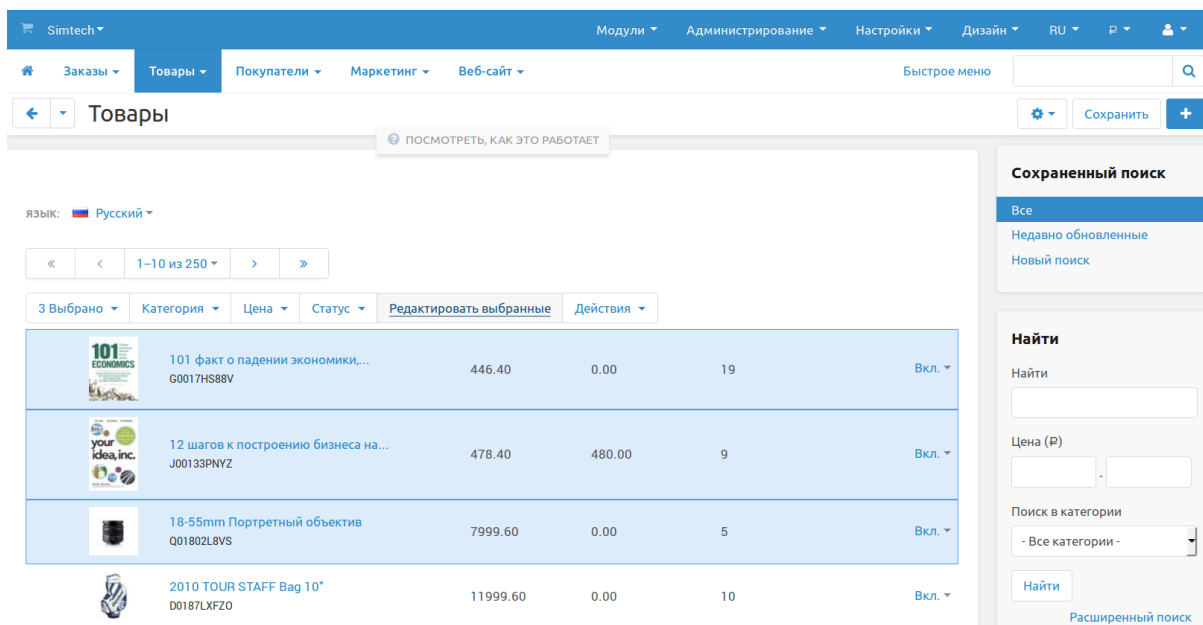 Simtech Модули Администрирование Настройки Дизайн RU ₽
Заказы Товары Покупатели Маркетинг Веб-сайт Быстрое меню
Товары Сохранить +
? ПОСМОТРЕТЬ, КАК ЭТО РАБОТАЕТ
ЯЗЫК: Русский
« < 1–10 из 250 > »
3 Выбрано Категория Цена Статус Редактировать выбранные Действия
101
ECONOMICS
101 факт о падении экономики,...
G0017HS88V
446.40 0.00 19 Вкл.
your
idea, inc.
12 шагов к построению бизнеса на...
J00133PNYZ
478.40 480.00 9 Вкл.
18-55mm Портретный объектив
Q01802L8VS
7999.60 0.00 5 Вкл.
2010 TOUR STAFF Bag 10"
D0187LXFZO
11999.60 0.00 10 Вкл.
Сохраненный поиск
Все
Недавно обновленные
Новый поиск
Найти
Найти
Цена (₽)
-
Поиск в категории
- Все категории -
Найти
Расширенный поиск